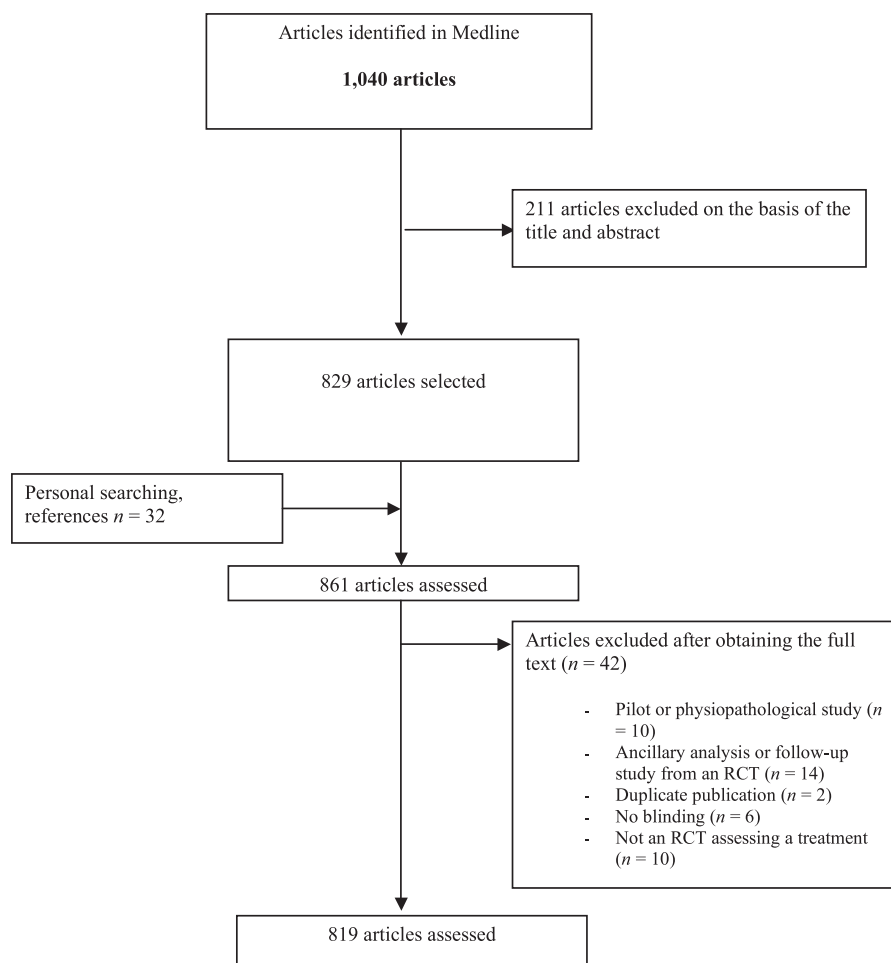 Articles identified in Medline
1,040 articles
211 articles excluded on the basis of the
title and abstract
829 articles selected
Personal searching,
references n = 32
861 articles assessed
Articles excluded after obtaining the full
text (n = 42)
- Pilot or physiopathological study (n
= 10)
- Ancillary analysis or follow-up
study from an RCT (n = 14)
- Duplicate publication (n = 2)
- No blinding (n = 6)
- Not an RCT assessing a treatment
(n = 10)
819 articles assessed